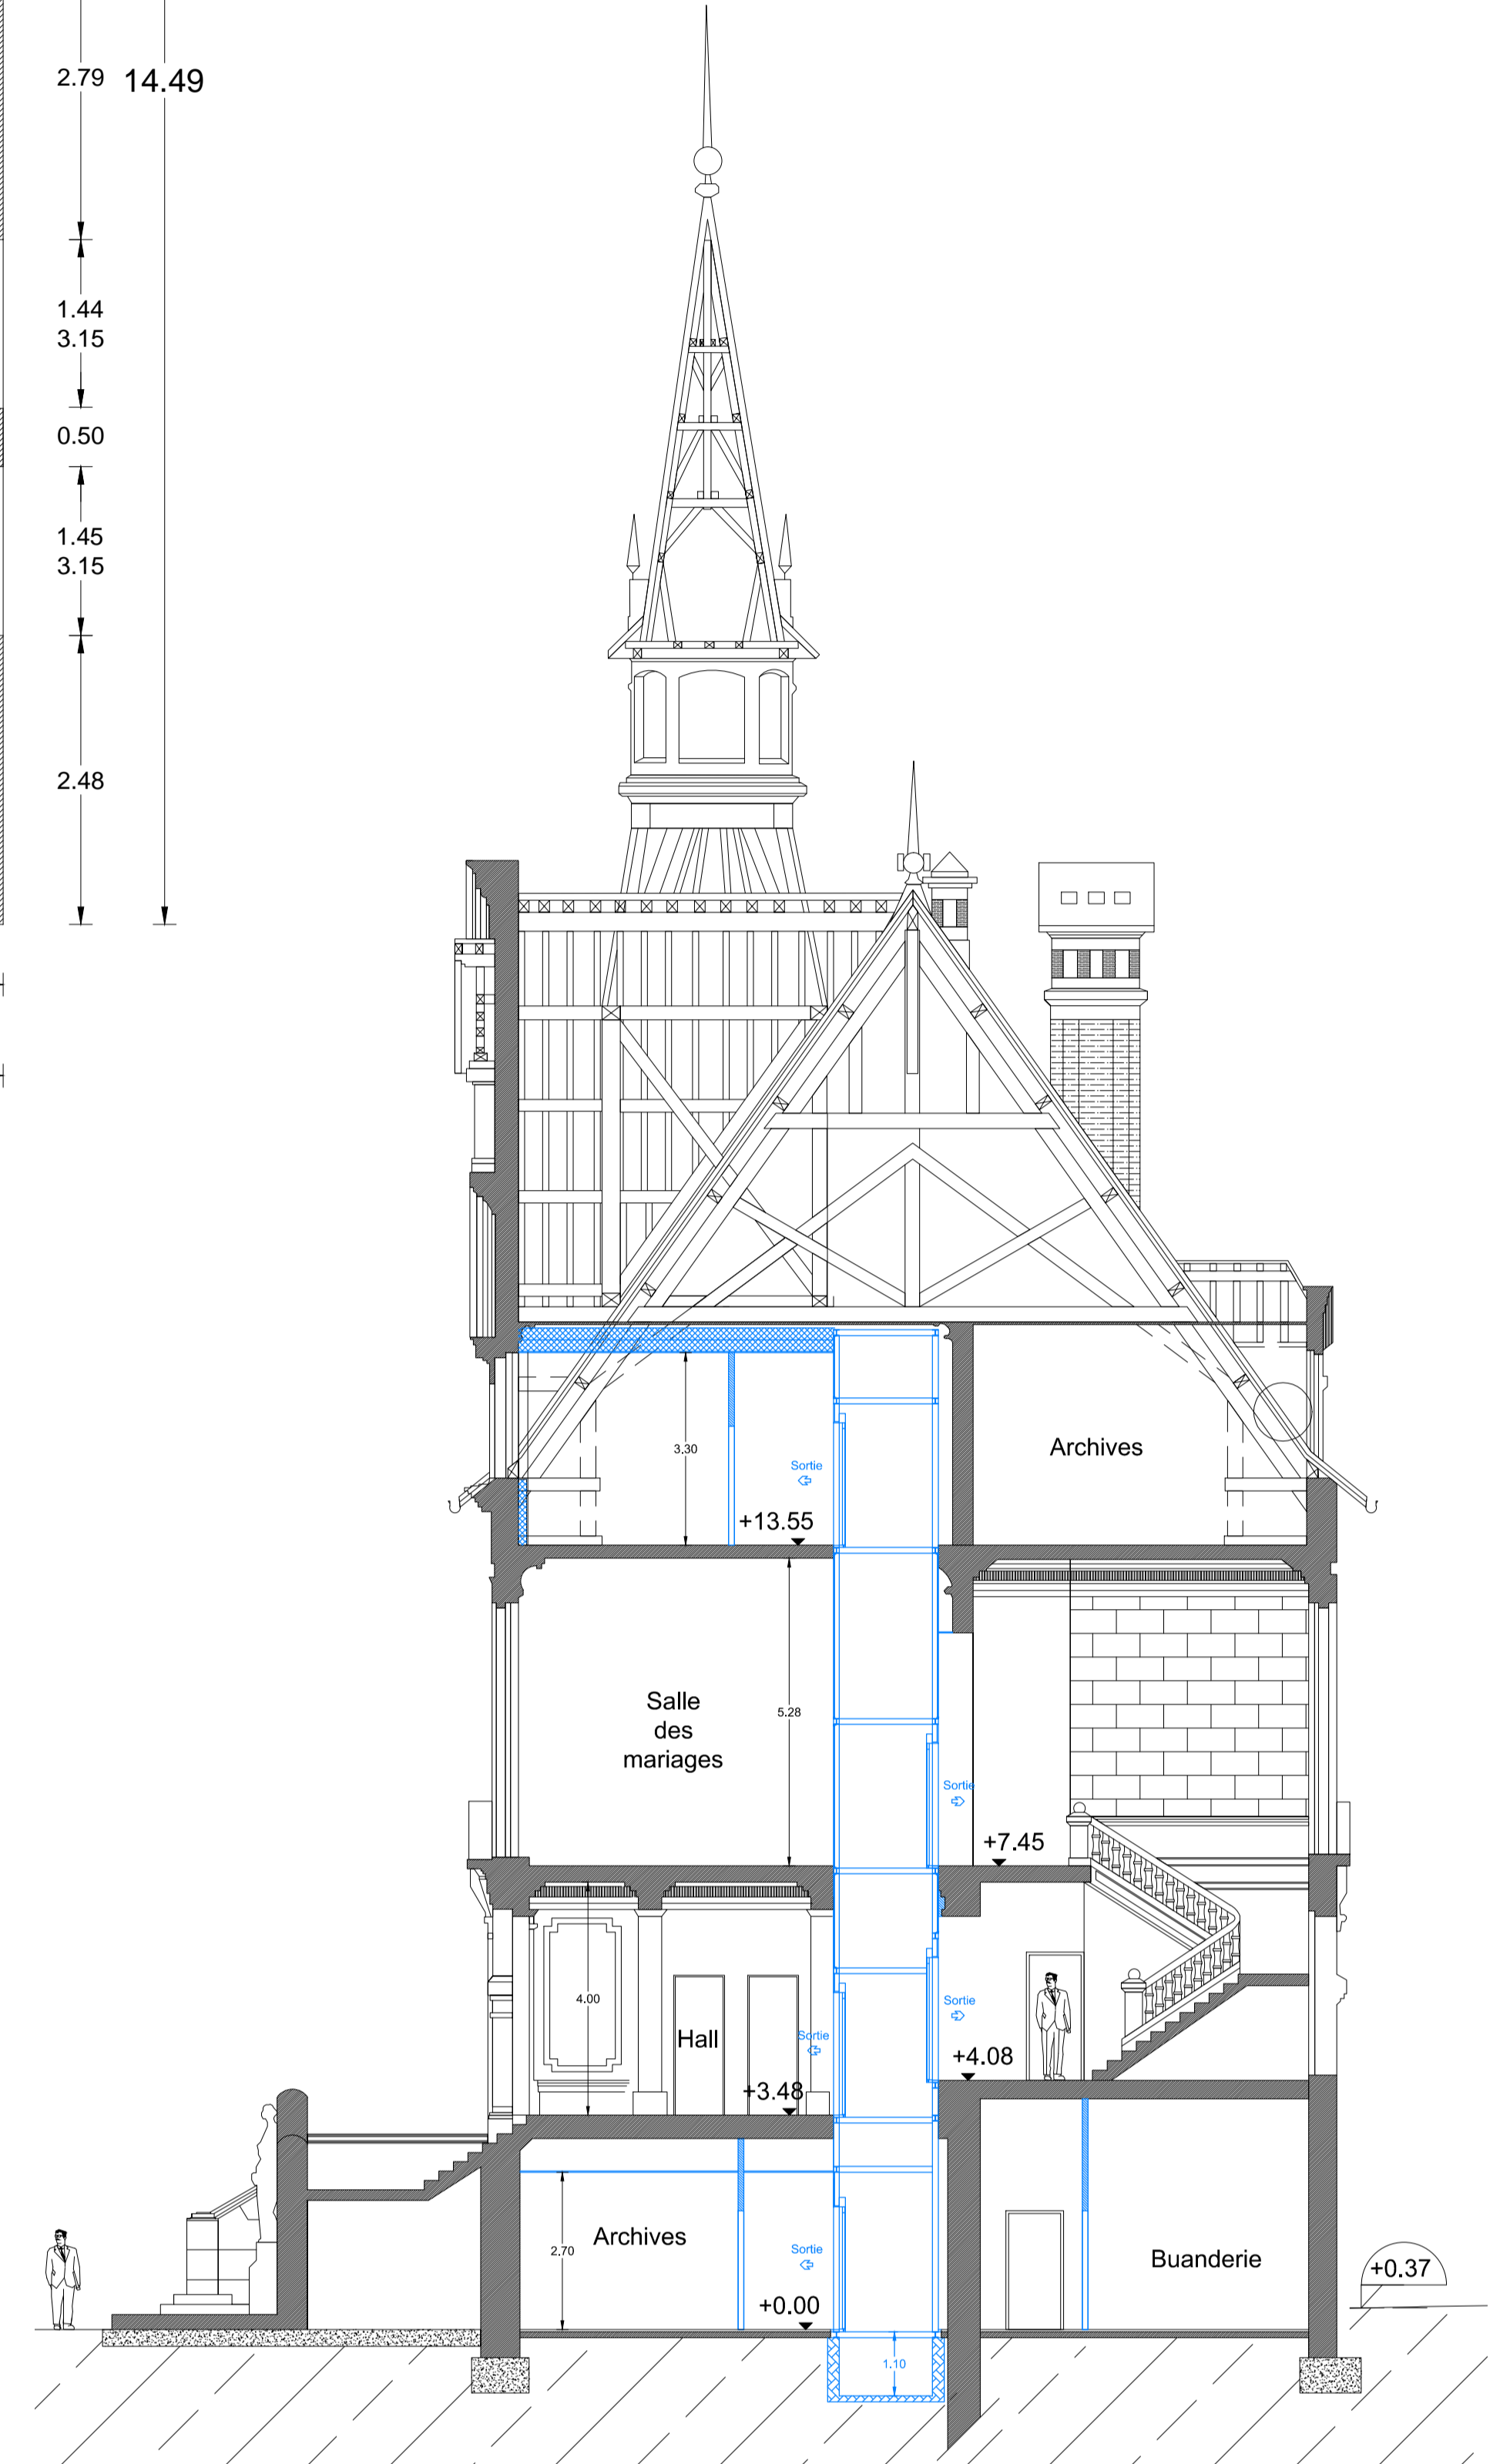 2.79
14.49
1.44
3.15
0.50
1.45
3.15
2.48
3.30
Sortie
Archives
+13.55
Salle
des
mariages
5.28
Sortie
+7.45
4.00
Hall
Sortie
Sortie
+4.08
+3.48
2.70
Archives
Sortie
+0.00
Buanderie
+0.37
1.10